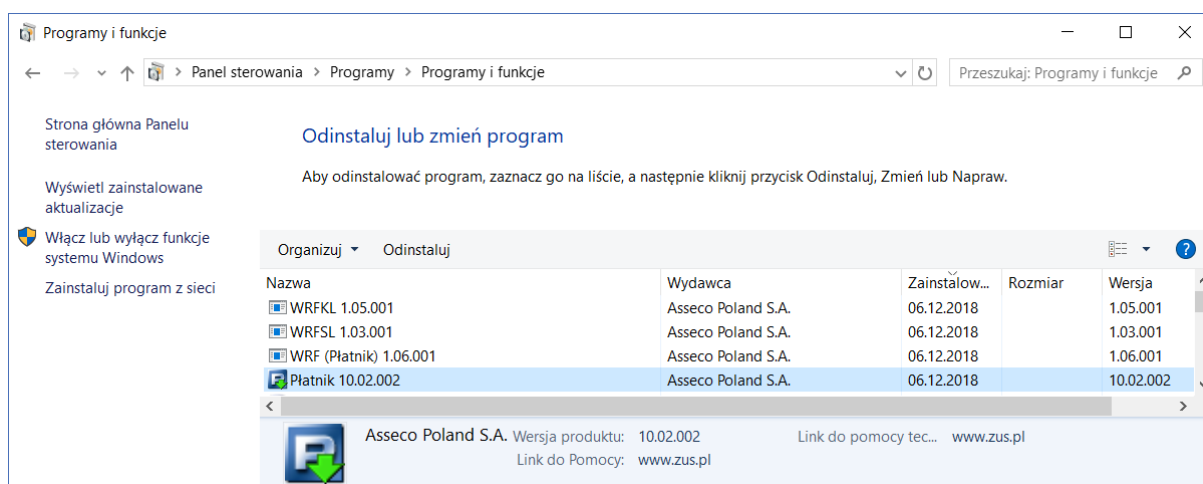 Programy i funkcje
Panel sterowania > Programy > Programy i funkcje
Przeszukaj: Programy i funkcje
Strona główna Panelu
sterowania
Wyświetl zainstalowane
aktualizacje
Włącz lub wyłącz funkcje
systemu Windows
Zainstaluj program z sieci
Odinstaluj lub zmień program
Aby odinstalować program, zaznacz go na liście, a następnie kliknij przycisk Odinstaluj, Zmień lub Napraw.
Organizuj Odinstaluj
Nazwa Wydawca Zainstalow... Rozmiar Wersja
WRFKL 1.05.001 Asseco Poland S.A. 06.12.2018 1.05.001
WRFSL 1.03.001 Asseco Poland S.A. 06.12.2018 1.03.001
WRF (Płatnik) 1.06.001 Asseco Poland S.A. 06.12.2018 1.06.001
Płatnik 10.02.002 Asseco Poland S.A. 06.12.2018 10.02.002
Asseco Poland S.A. Wersja produktu: 10.02.002 Link do pomocy tec... www.zus.pl
Link do Pomocy: www.zus.pl